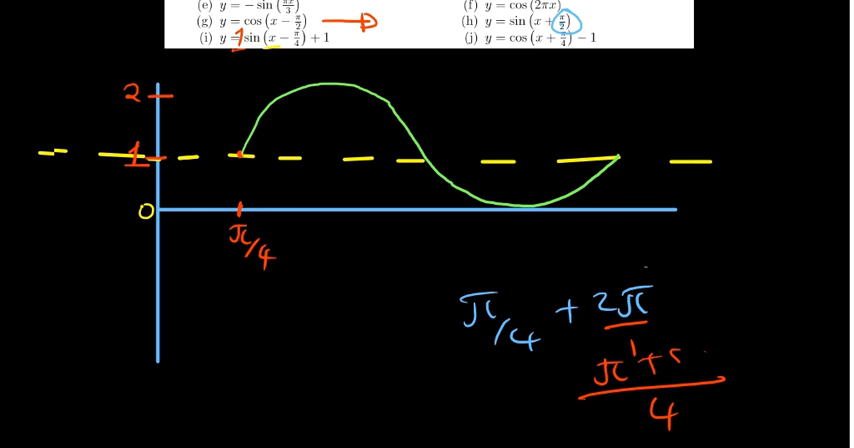 (e) y = − sin (πx/3) (f) y = cos(2πx)
(g) y = cos (x − π/2) (h) y = sin (x + π/2)
(i) y = 1 sin (x − π/4) + 1 (j) y = cos (x + π/4) − 1
2
1
0
π/4
π/4 + 2π
π +
4